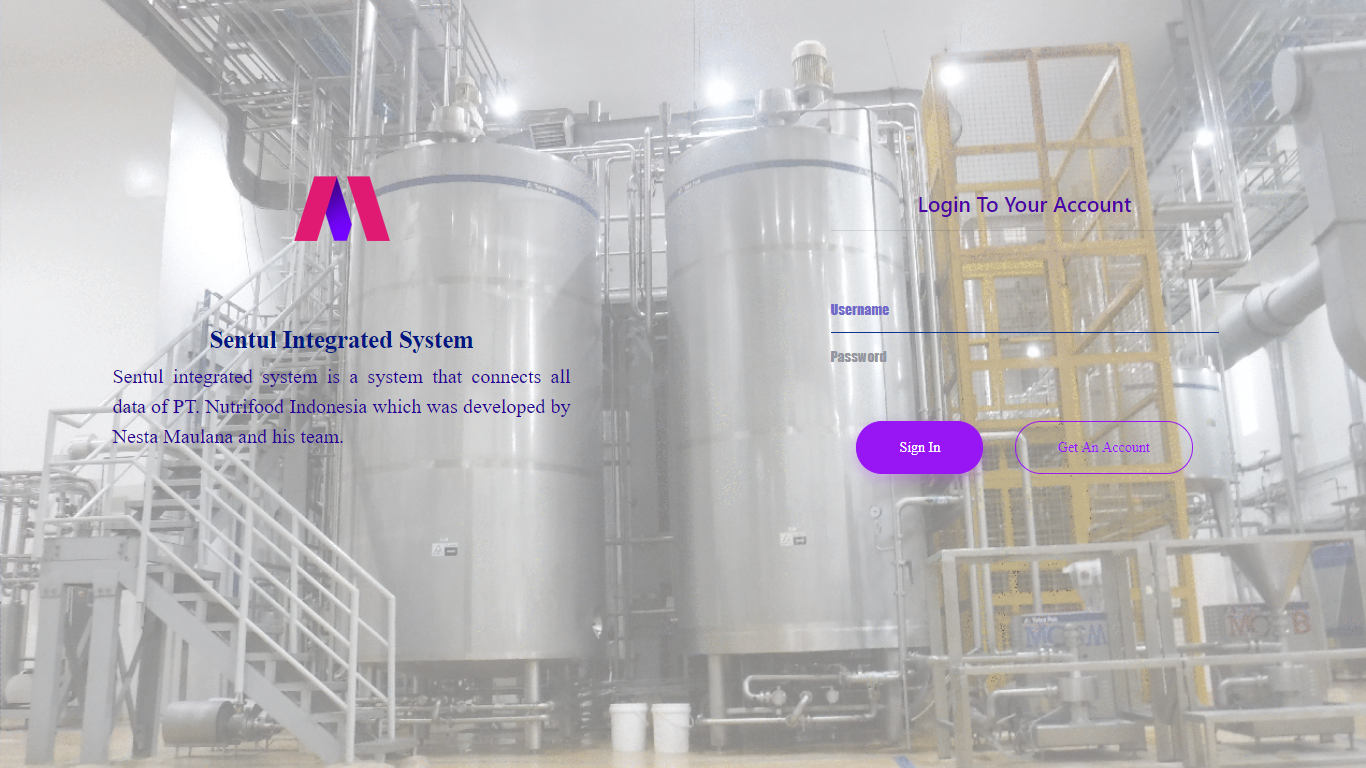 Sentul Integrated System
Sentul integrated system is a system that connects all
data of PT. Nutrifood Indonesia which was developed by
Nesta Maulana and his team.
Login To Your Account
Username
Password
Sign In
Get An Account